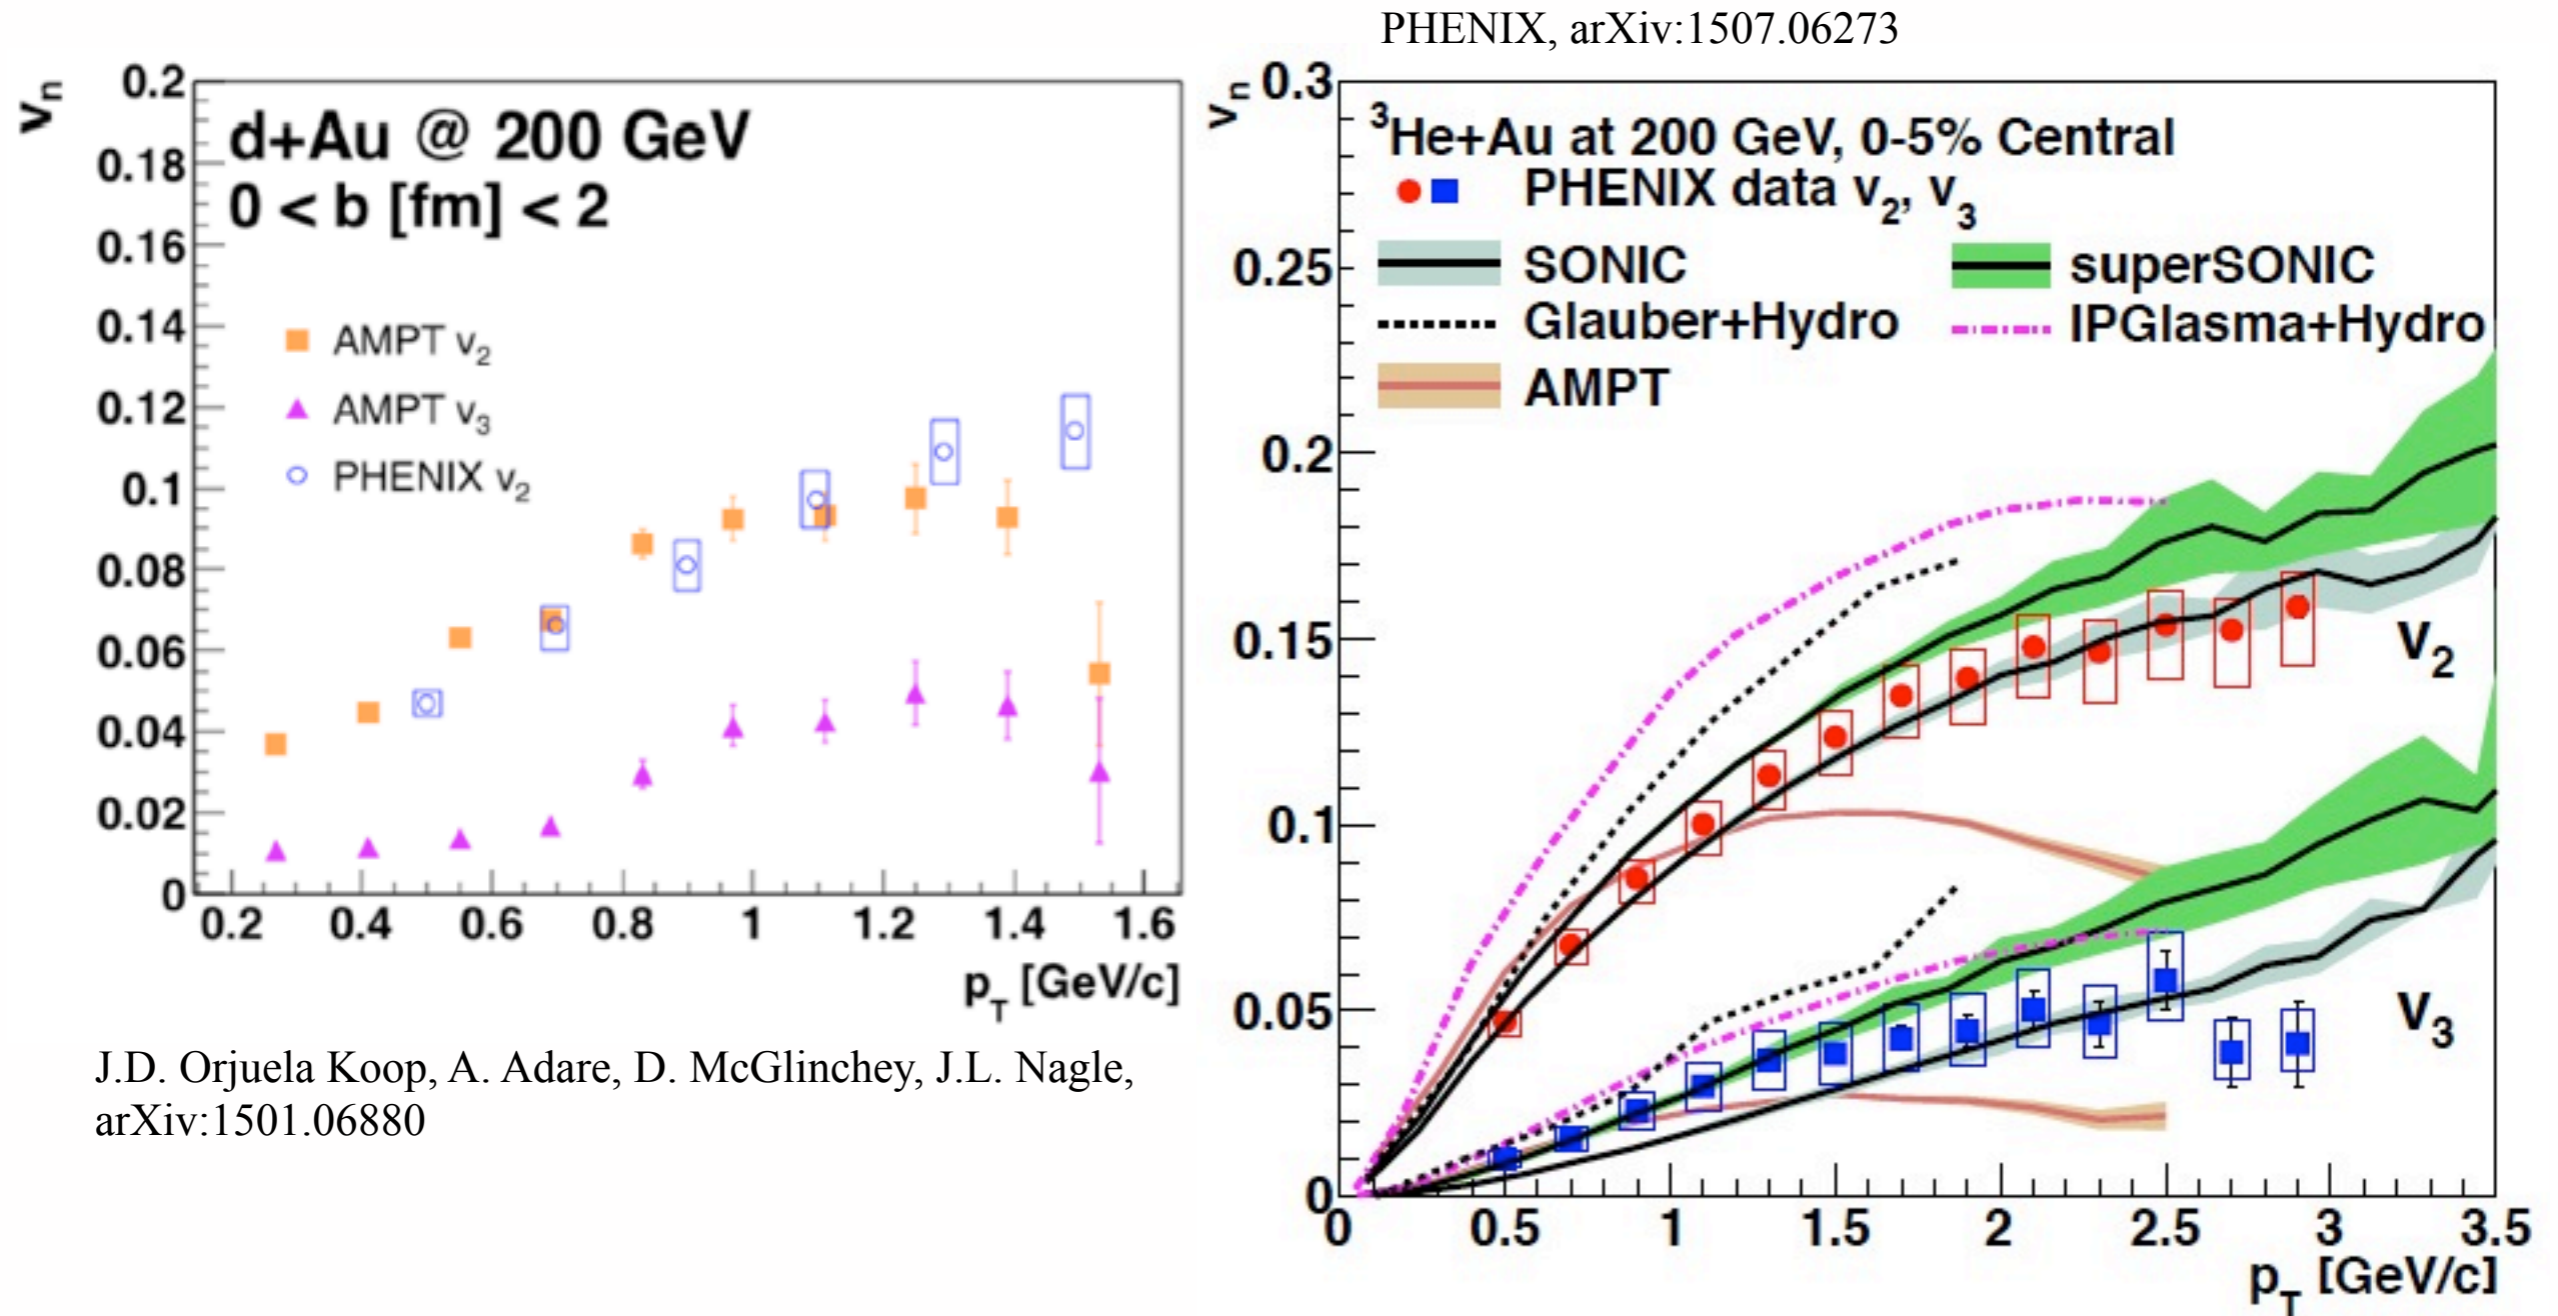 PHENIX, arXiv:1507.06273
vn
0.2
0.18
0.16
0.14
0.12
0.1
0.08
0.06
0.04
0.02
0
d+Au @ 200 GeV
0 < b [fm] < 2
AMPT v2
AMPT v3
PHENIX v2
0.2 0.4 0.6 0.8 1 1.2 1.4 1.6
pT [GeV/c]
J.D. Orjuela Koop, A. Adare, D. McGlinchey, J.L. Nagle,
arXiv:1501.06880
vn
0.3
0.25
0.2
0.15
0.1
0.05
0
3He+Au at 200 GeV, 0-5% Central
PHENIX data v2, v3
SONIC superSONIC
Glauber+Hydro IPGlasma+Hydro
AMPT
v2
v3
0 0.5 1 1.5 2 2.5 3 3.5
pT [GeV/c]